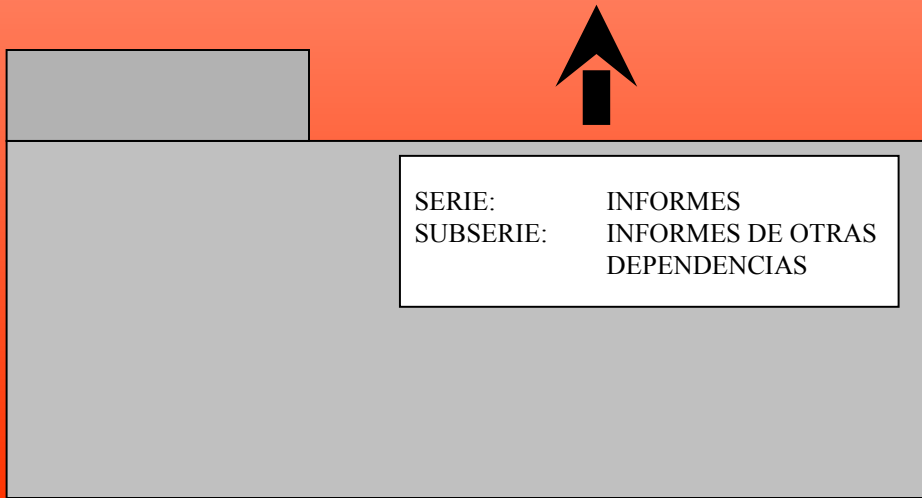 SERIE: INFORMES
SUBSERIE: INFORMES DE OTRAS
DEPENDENCIAS